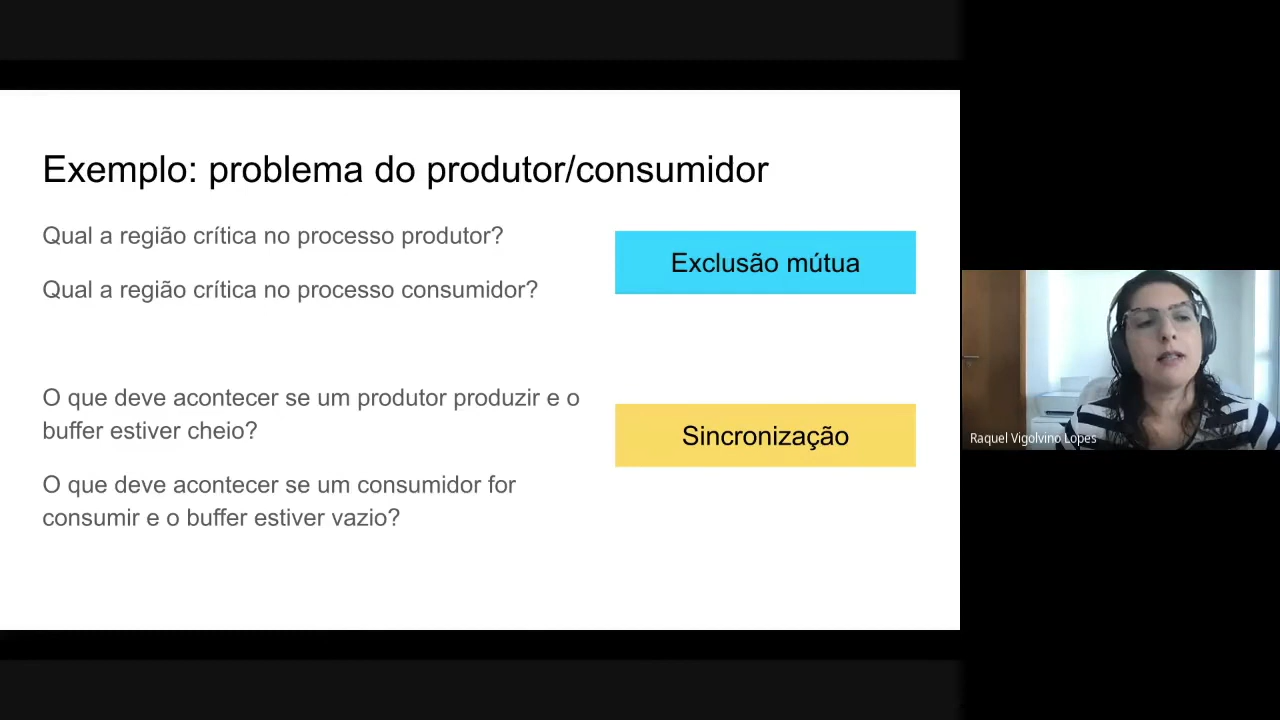 Exemplo: problema do produtor/consumidor
Qual a região crítica no processo produtor?
Qual a região crítica no processo consumidor?
Exclusão mútua
O que deve acontecer se um produtor produzir e o
buffer estiver cheio?
O que deve acontecer se um consumidor for
consumir e o buffer estiver vazio?
Sincronização
Raquel Vigolvino Lopes